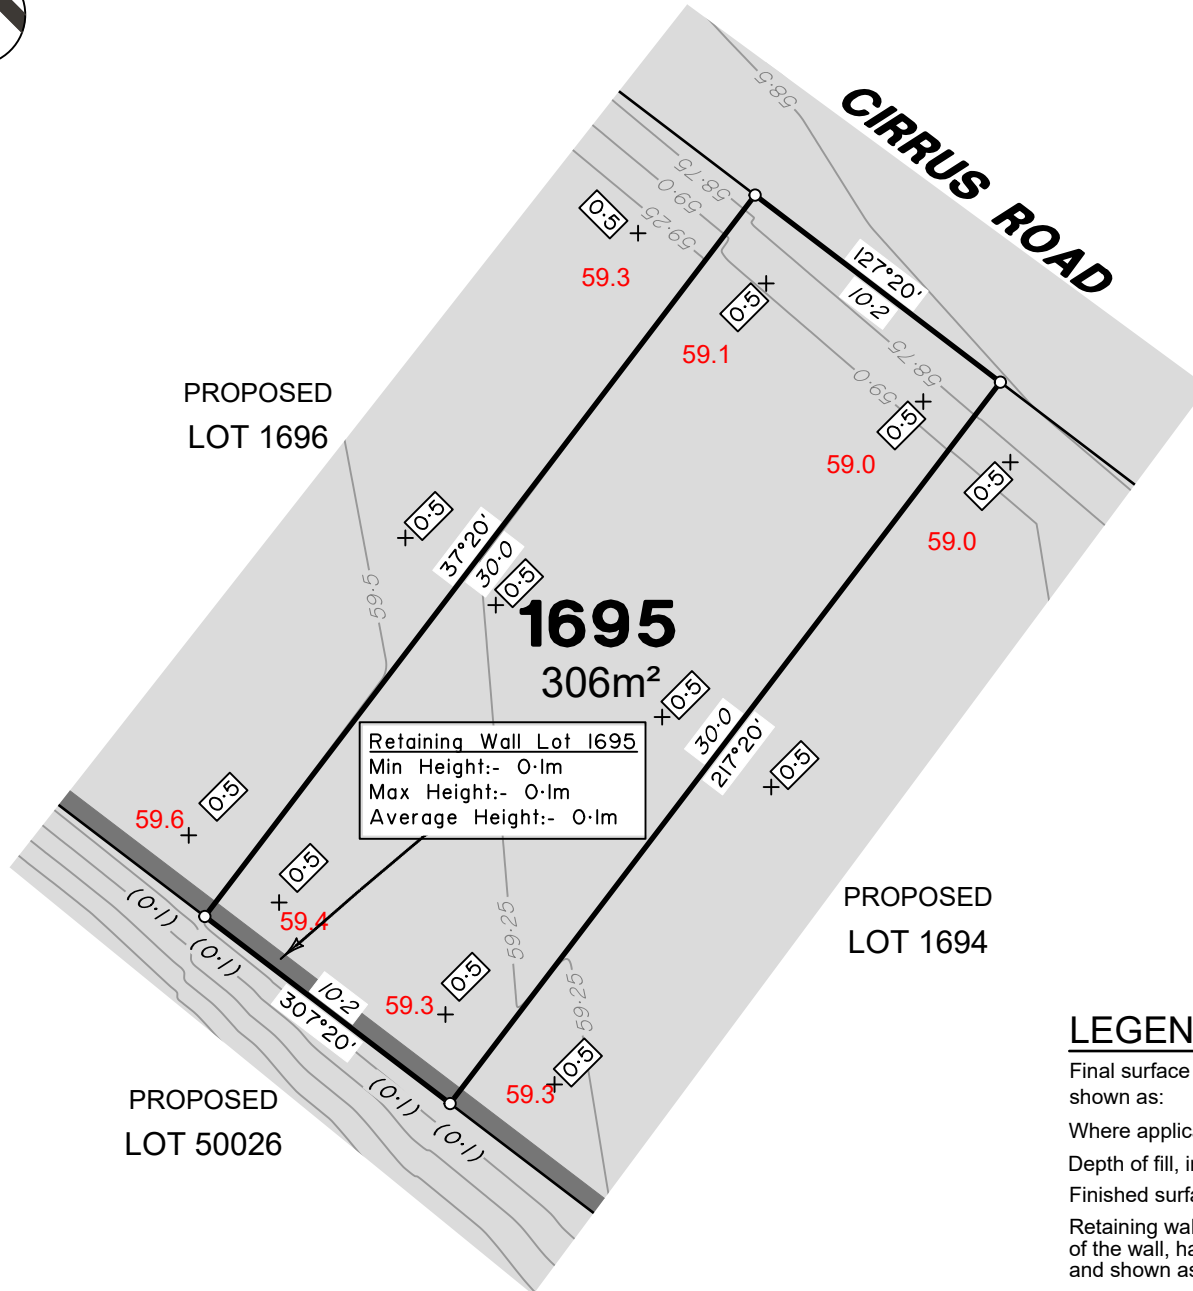 58·5
CIRRUS ROAD
58·75
59·0
59·25
0·5
59.3
127°20'
10·2
0·5
59.1
58·75
59·0
0·5
59.0
0·5
59.0
PROPOSED
LOT 1696
0·5
37°20'
30·0
0·5
59·5
1695
306m²
0·5
30·0
217°20'
0·5
Retaining Wall Lot 1695
Min Height:- 0·1m
Max Height:- 0·1m
Average Height:- 0·1m
0·5
59.6
0·5
59.4
(0·1)
(0·1)
59·25
0·5
59.3
10·2
307°20'
59·25
0·5
59.3
(0·1)
(0·1)
PROPOSED
LOT 1694
PROPOSED
LOT 50026
LEGEN
Final surface
shown as:
Where applica
Depth of fill, in
Finished surfa
Retaining wal
of the wall, ha
and shown as